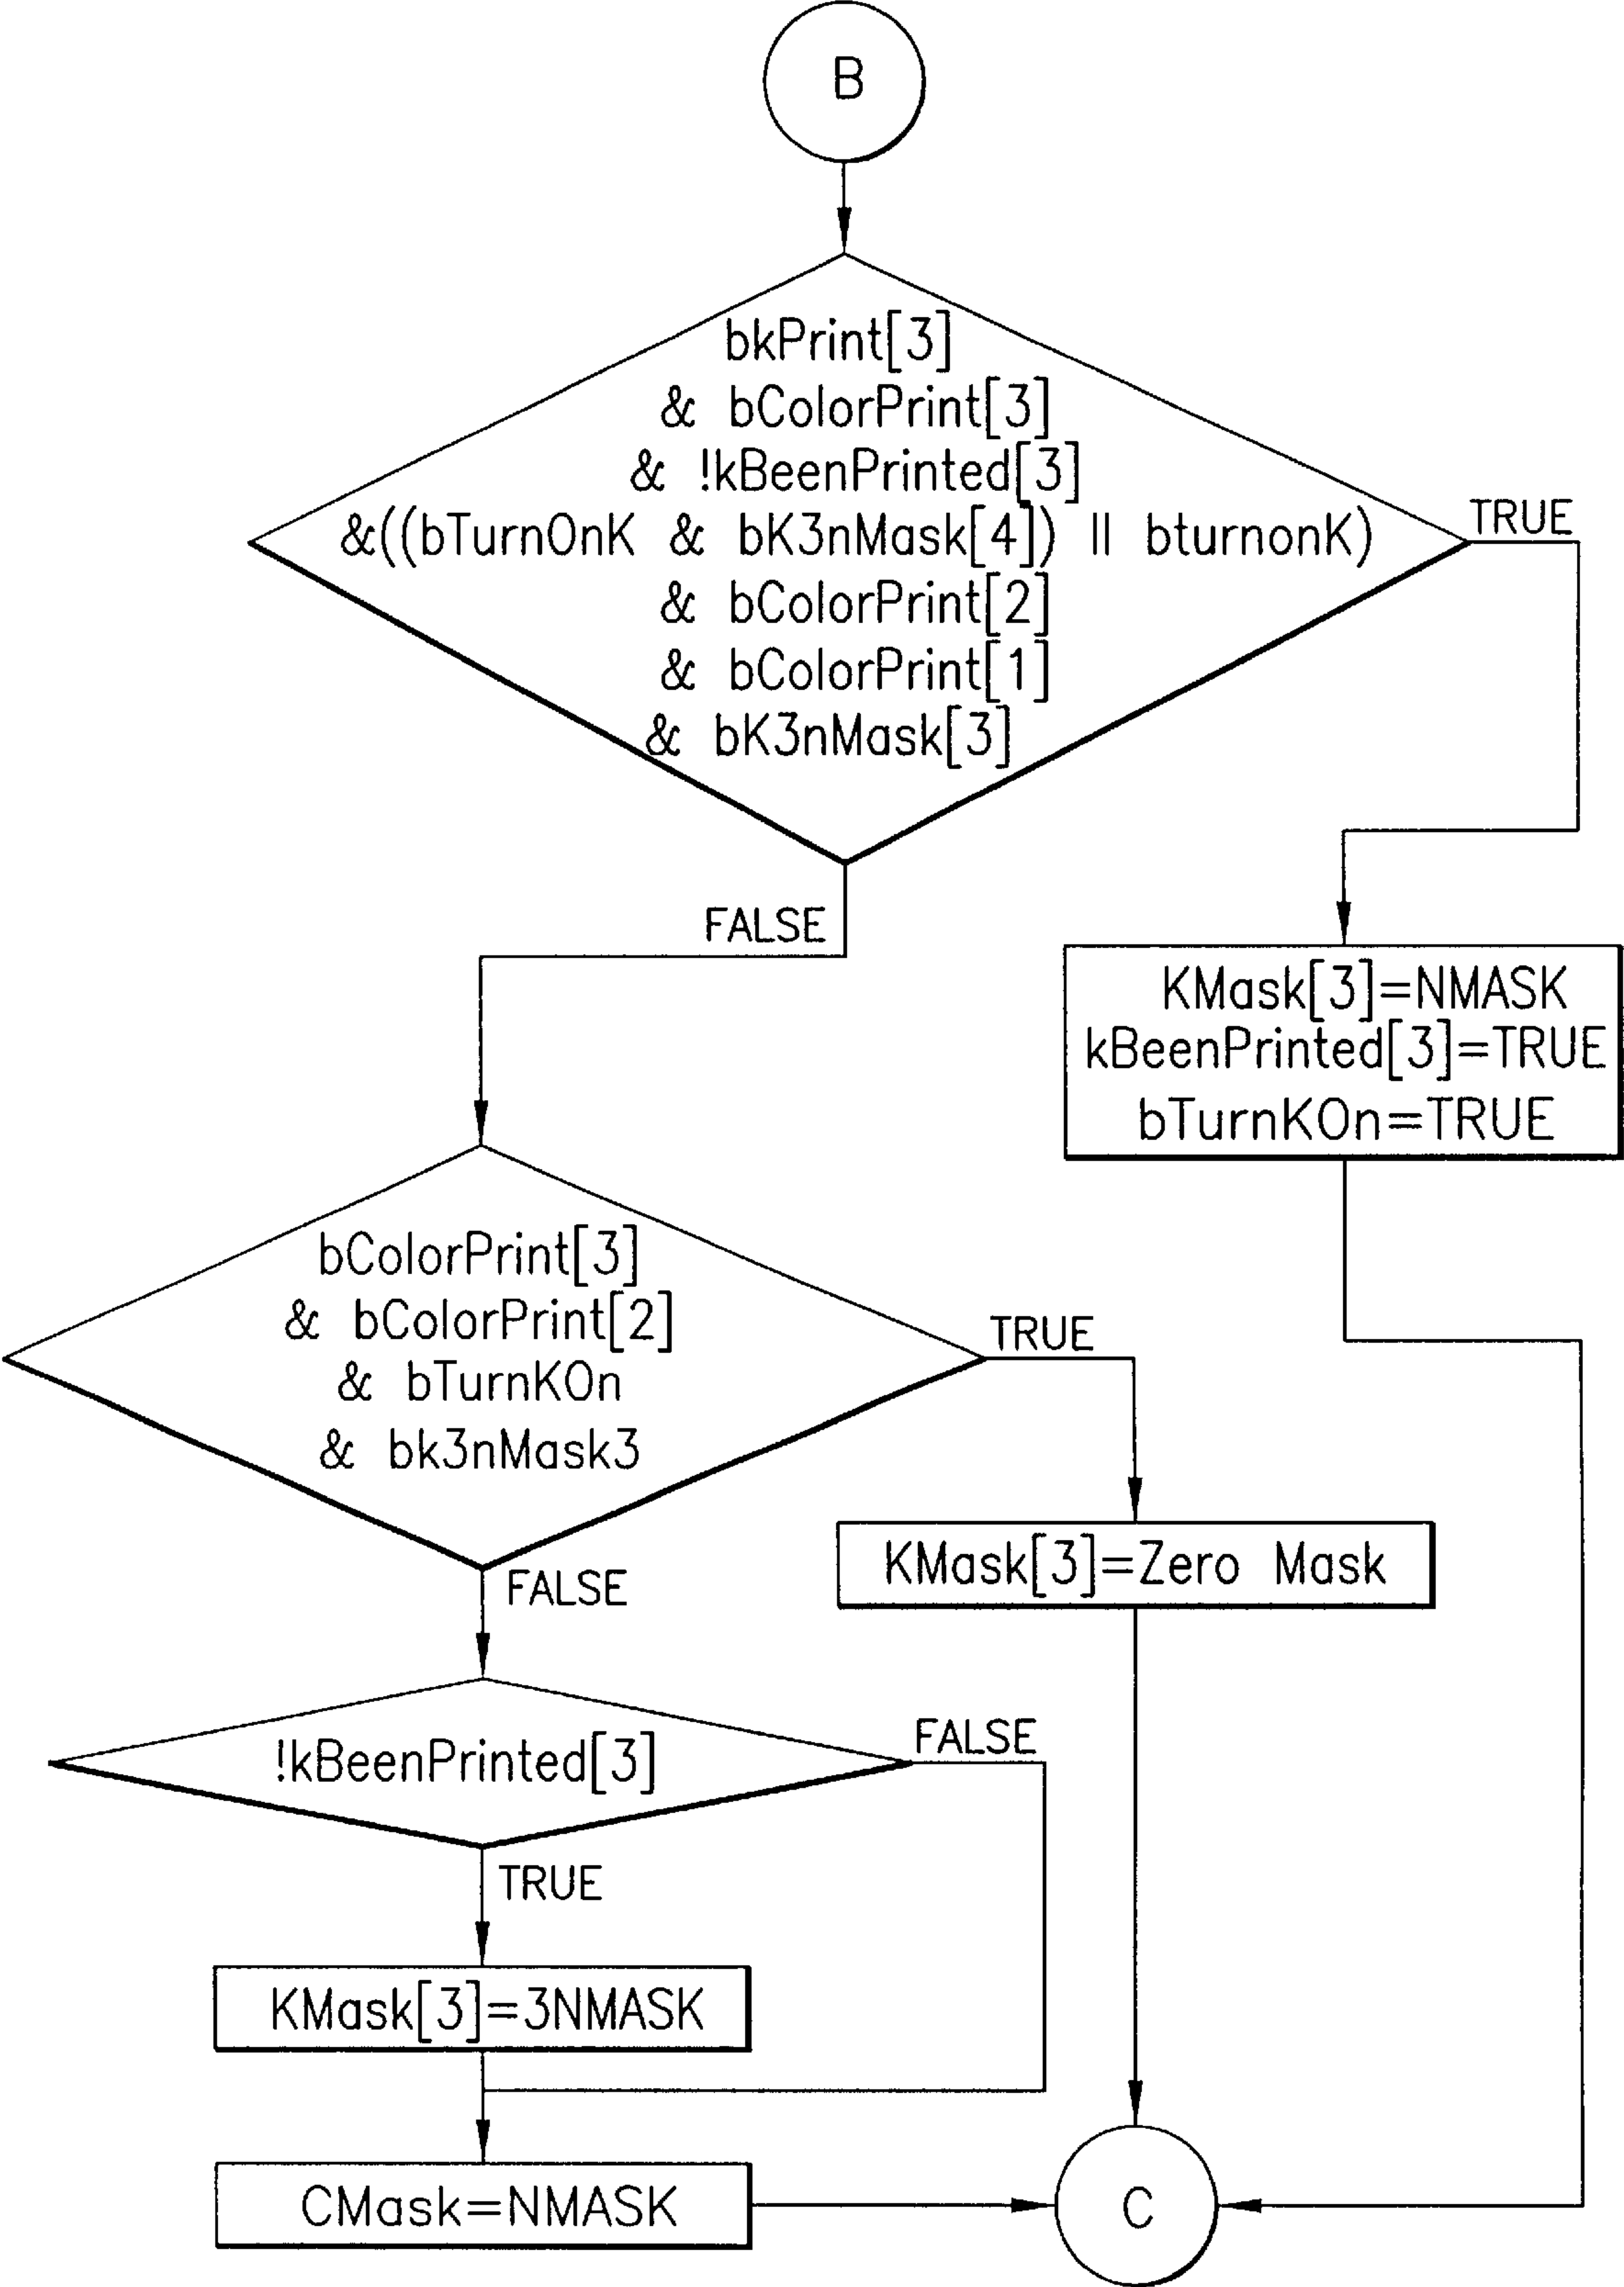 B
bkPrint[3]
& bColorPrint[3]
& !kBeenPrinted[3]
&((bTurnOnK & bK3nMask[4]) || bturnonK)
& bColorPrint[2]
& bColorPrint[1]
& bK3nMask[3]
TRUE
FALSE
KMask[3]=NMASK
kBeenPrinted[3]=TRUE
bTurnKOn=TRUE
bColorPrint[3]
& bColorPrint[2]
& bTurnKOn
& bk3nMask3
TRUE
FALSE
KMask[3]=Zero Mask
!kBeenPrinted[3]
FALSE
TRUE
KMask[3]=3NMASK
CMask=NMASK
C